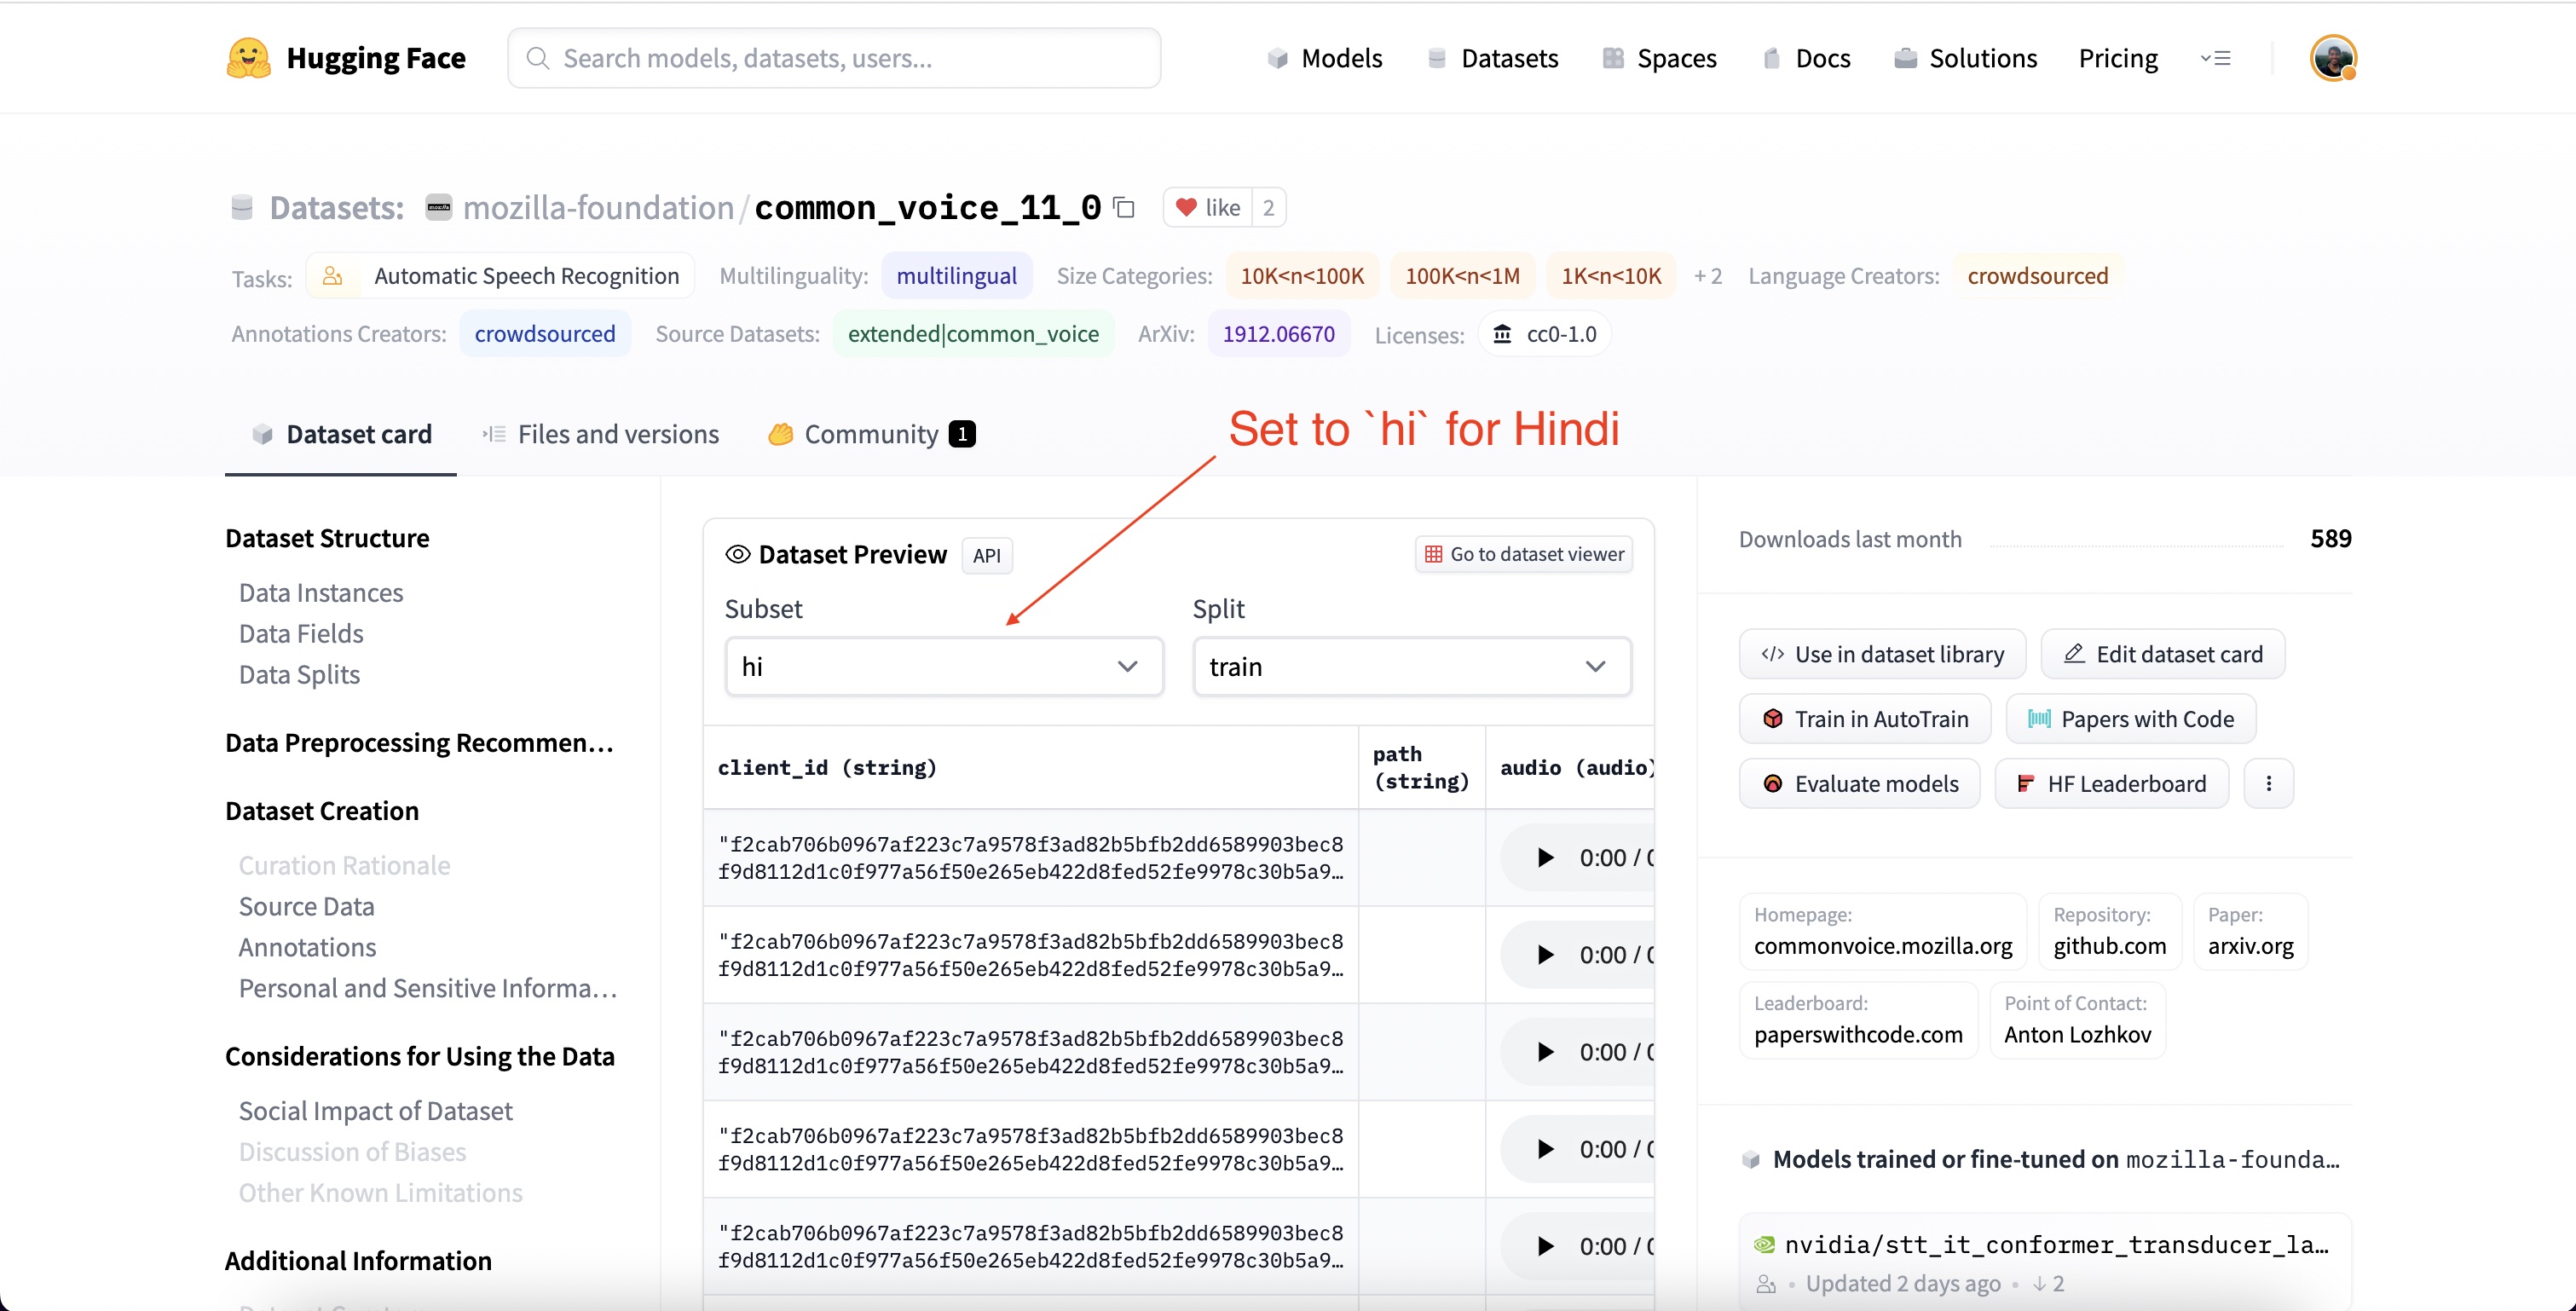 Hugging Face
Search models, datasets, users...
Models
Datasets
Spaces
Docs
Solutions
Pricing
Datasets: mozilla-foundation/common_voice_11_0
like 2
Tasks: Automatic Speech Recognition Multilinguality: multilingual Size Categories: 10K<n<100K 100K<n<1M 1K<n<10K + 2 Language Creators: crowdsourced
Annotations Creators: crowdsourced Source Datasets: extended|common_voice ArXiv: 1912.06670 Licenses: cc0-1.0
Dataset card
Files and versions
Community 1
Set to `hi` for Hindi
Dataset Structure
Data Instances
Data Fields
Data Splits
Data Preprocessing Recommen...
Dataset Creation
Curation Rationale
Source Data
Annotations
Personal and Sensitive Informa...
Considerations for Using the Data
Social Impact of Dataset
Discussion of Biases
Other Known Limitations
Additional Information
Dataset Preview API
Go to dataset viewer
Subset
Split
hi
train
client_id (string)
path
(string)
audio (audio)
"f2cab706b0967af223c7a9578f3ad82b5bfb2dd6589903bec8
f9d8112d1c0f977a56f50e265eb422d8fed52fe9978c30b5a9…
0:00 /
"f2cab706b0967af223c7a9578f3ad82b5bfb2dd6589903bec8
f9d8112d1c0f977a56f50e265eb422d8fed52fe9978c30b5a9…
0:00 /
"f2cab706b0967af223c7a9578f3ad82b5bfb2dd6589903bec8
f9d8112d1c0f977a56f50e265eb422d8fed52fe9978c30b5a9…
0:00 /
"f2cab706b0967af223c7a9578f3ad82b5bfb2dd6589903bec8
f9d8112d1c0f977a56f50e265eb422d8fed52fe9978c30b5a9…
0:00 /
"f2cab706b0967af223c7a9578f3ad82b5bfb2dd6589903bec8
f9d8112d1c0f977a56f50e265eb422d8fed52fe9978c30b5a9…
0:00 /
Downloads last month 589
Use in dataset library
Edit dataset card
Train in AutoTrain
Papers with Code
Evaluate models
HF Leaderboard
Homepage:
commonvoice.mozilla.org
Repository:
github.com
Paper:
arxiv.org
Leaderboard:
paperswithcode.com
Point of Contact:
Anton Lozhkov
Models trained or fine-tuned on mozilla-founda…
nvidia/stt_it_conformer_transducer_la…
Updated 2 days ago • ↓ 2